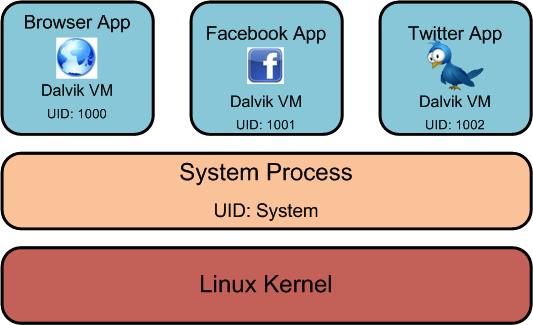 Browser App
Dalvik VM
UID: 1000
Facebook App
f
Dalvik VM
UID: 1001
Twitter App
Dalvik VM
UID: 1002
System Process
UID: System
Linux Kernel